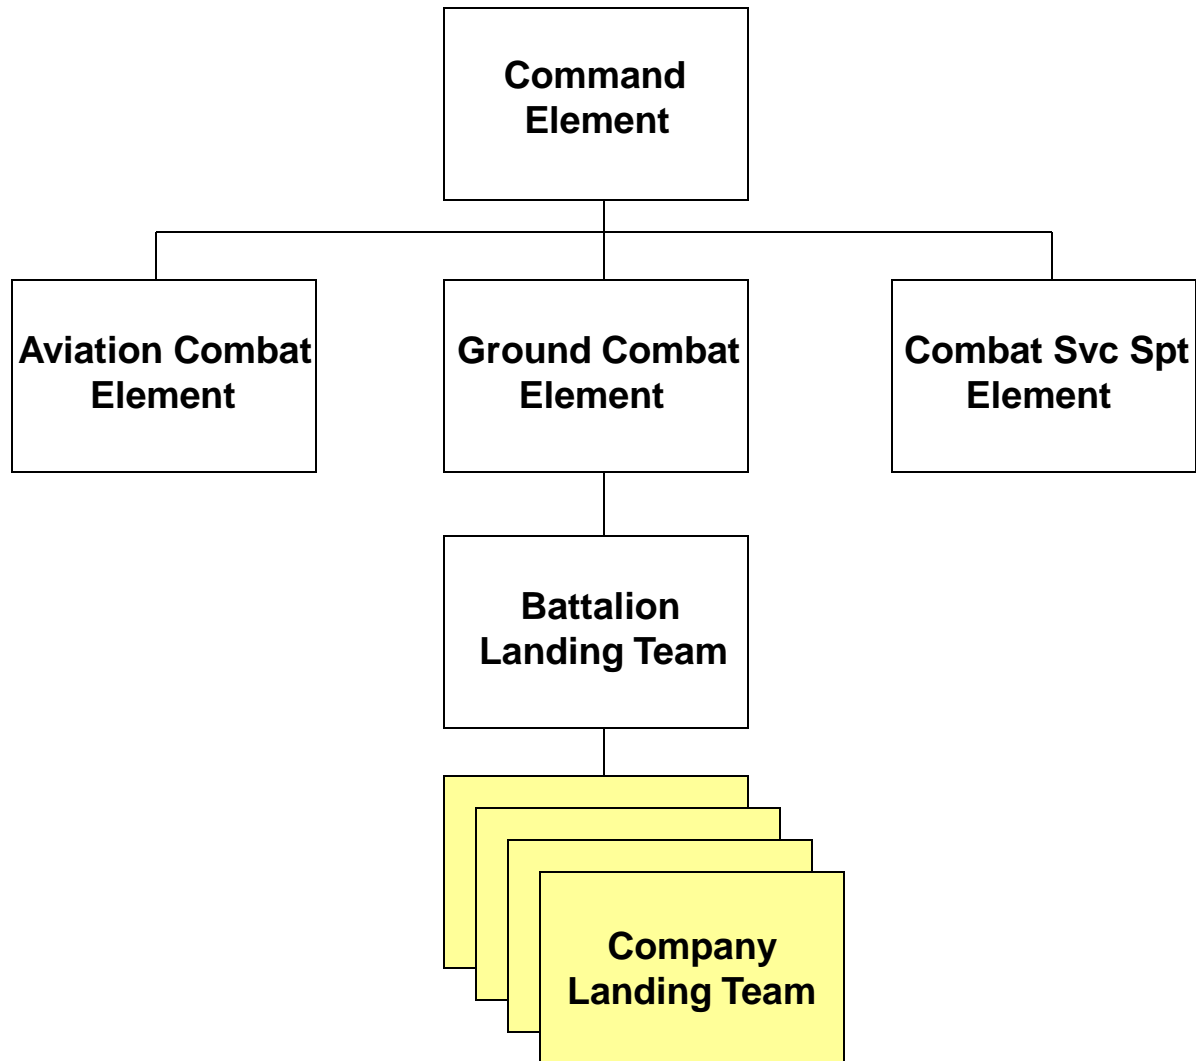 Command
Element
Aviation Combat
Element
Ground Combat
Element
Combat Svc Spt
Element
Battalion
Landing Team
Company
Landing Team